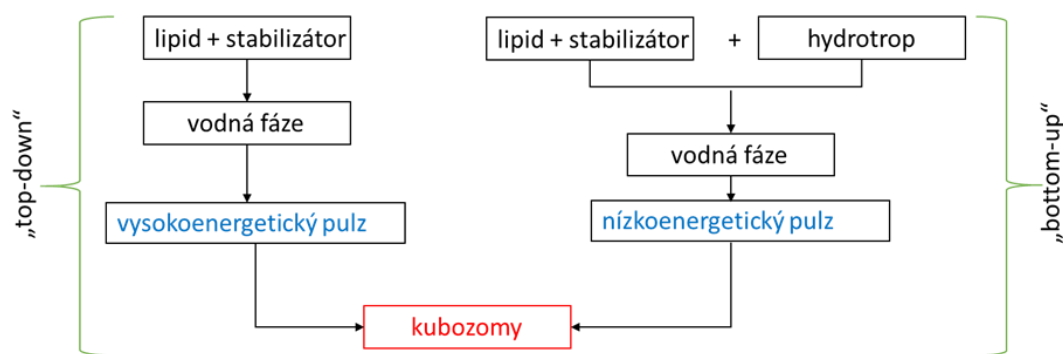 lipid + stabilizátor
lipid + stabilizátor + hydrotrop
vodná fáze
vodná fáze
vysokoenergetický pulz
nízkoenergetický pulz
kubozomy
„top-down“
„bottom-up“